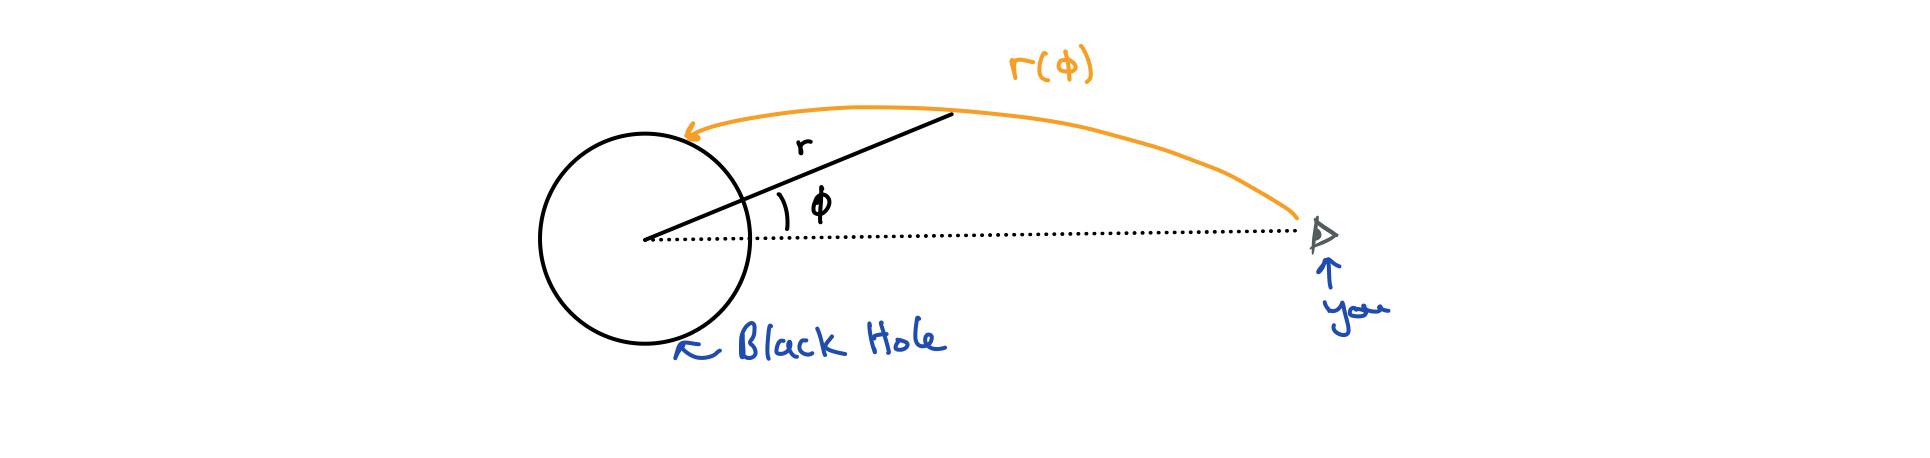 r(ϕ)
r
ϕ
you
Black Hole